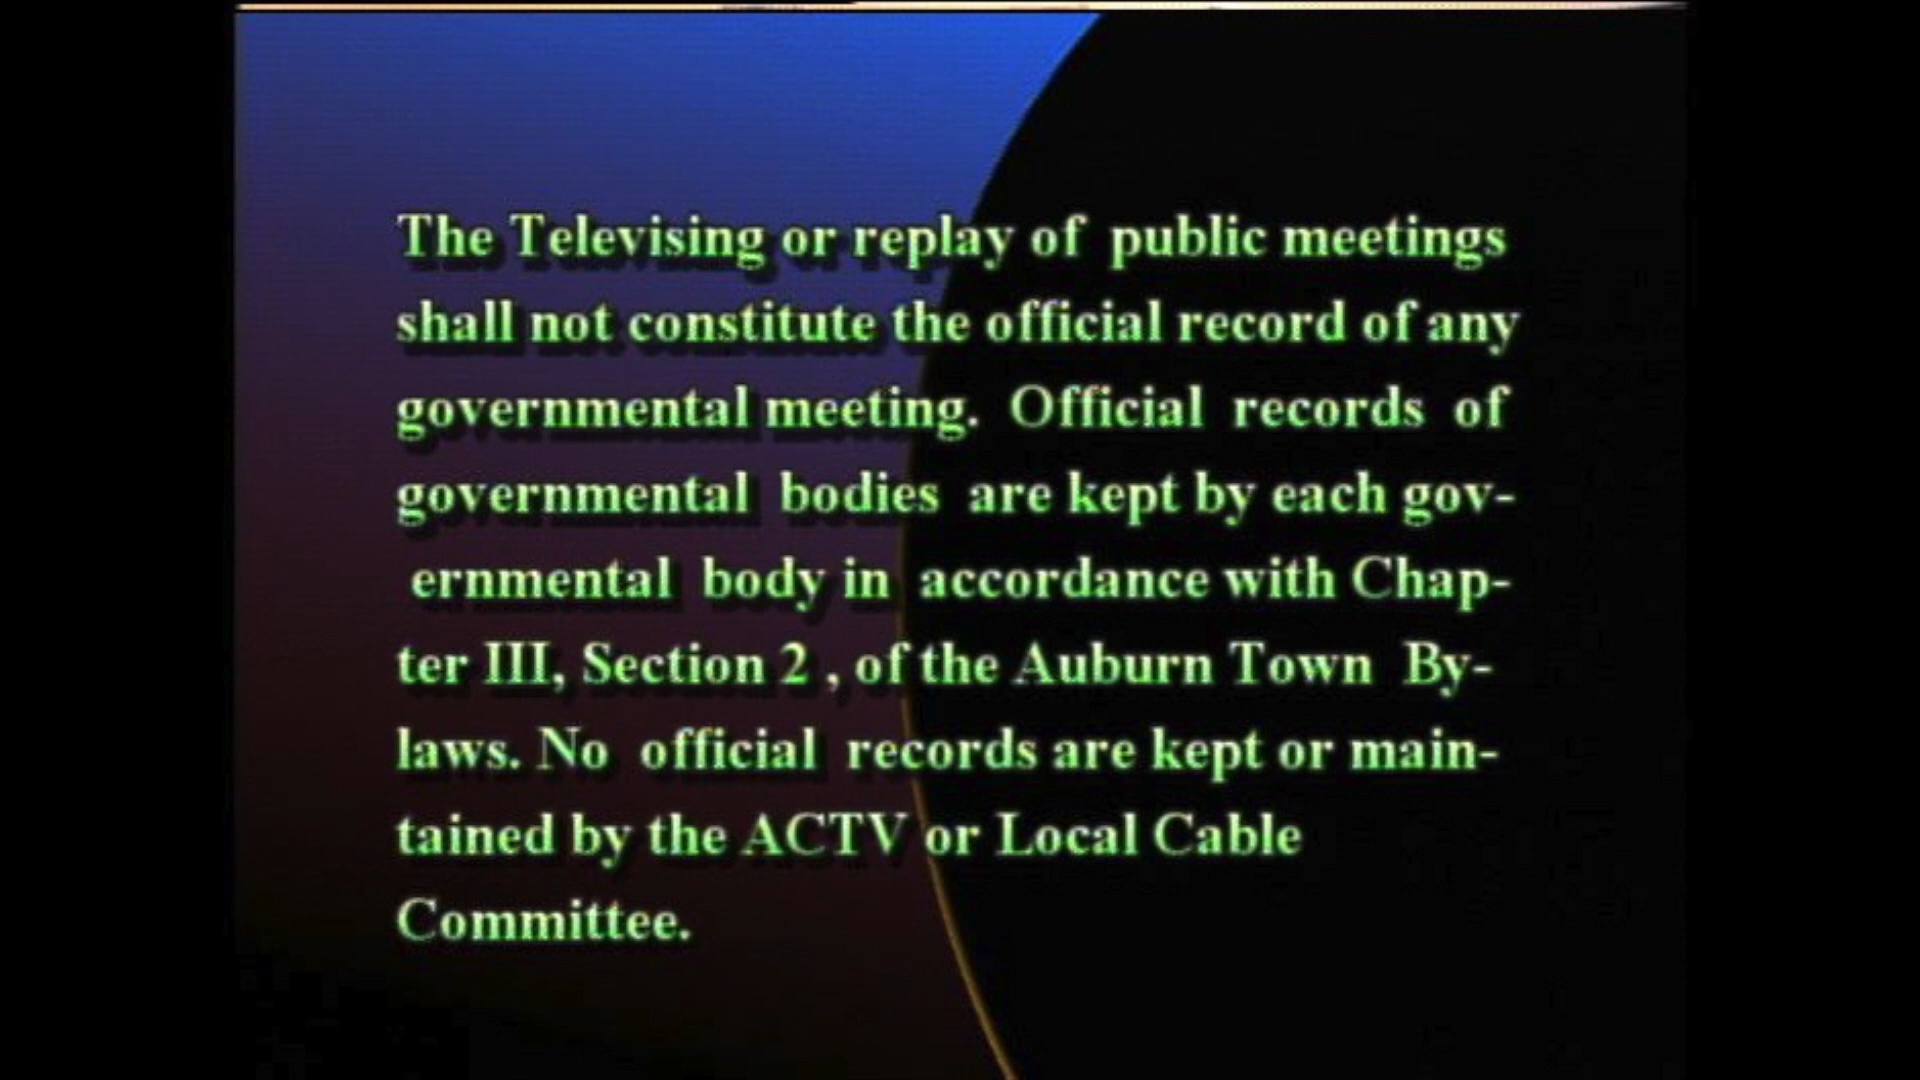 The Televising or replay of public meetings
shall not constitute the official record of any
governmental meeting. Official records of
governmental bodies are kept by each gov-
ernmental body in accordance with Chap-
ter III, Section 2 , of the Auburn Town By-
laws. No official records are kept or main-
tained by the ACTV or Local Cable
Committee.